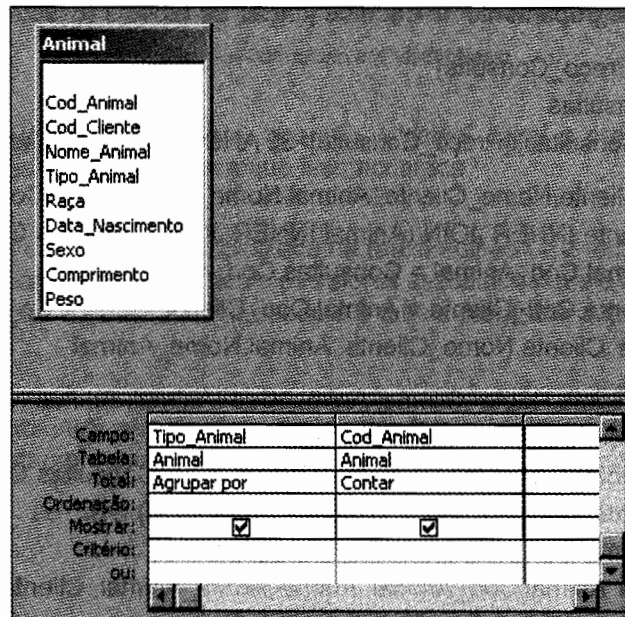 Animal
Cod_Animal
Cod_Cliente
Nome_Animal
Tipo_Animal
Raça
Data_Nascimento
Sexo
Comprimento
Peso
Campo: Tipo_Animal Cod_Animal
Tabela: Animal Animal
Total: Agrupar por Contar
Ordenação:
Mostrar:
Critério:
ou: